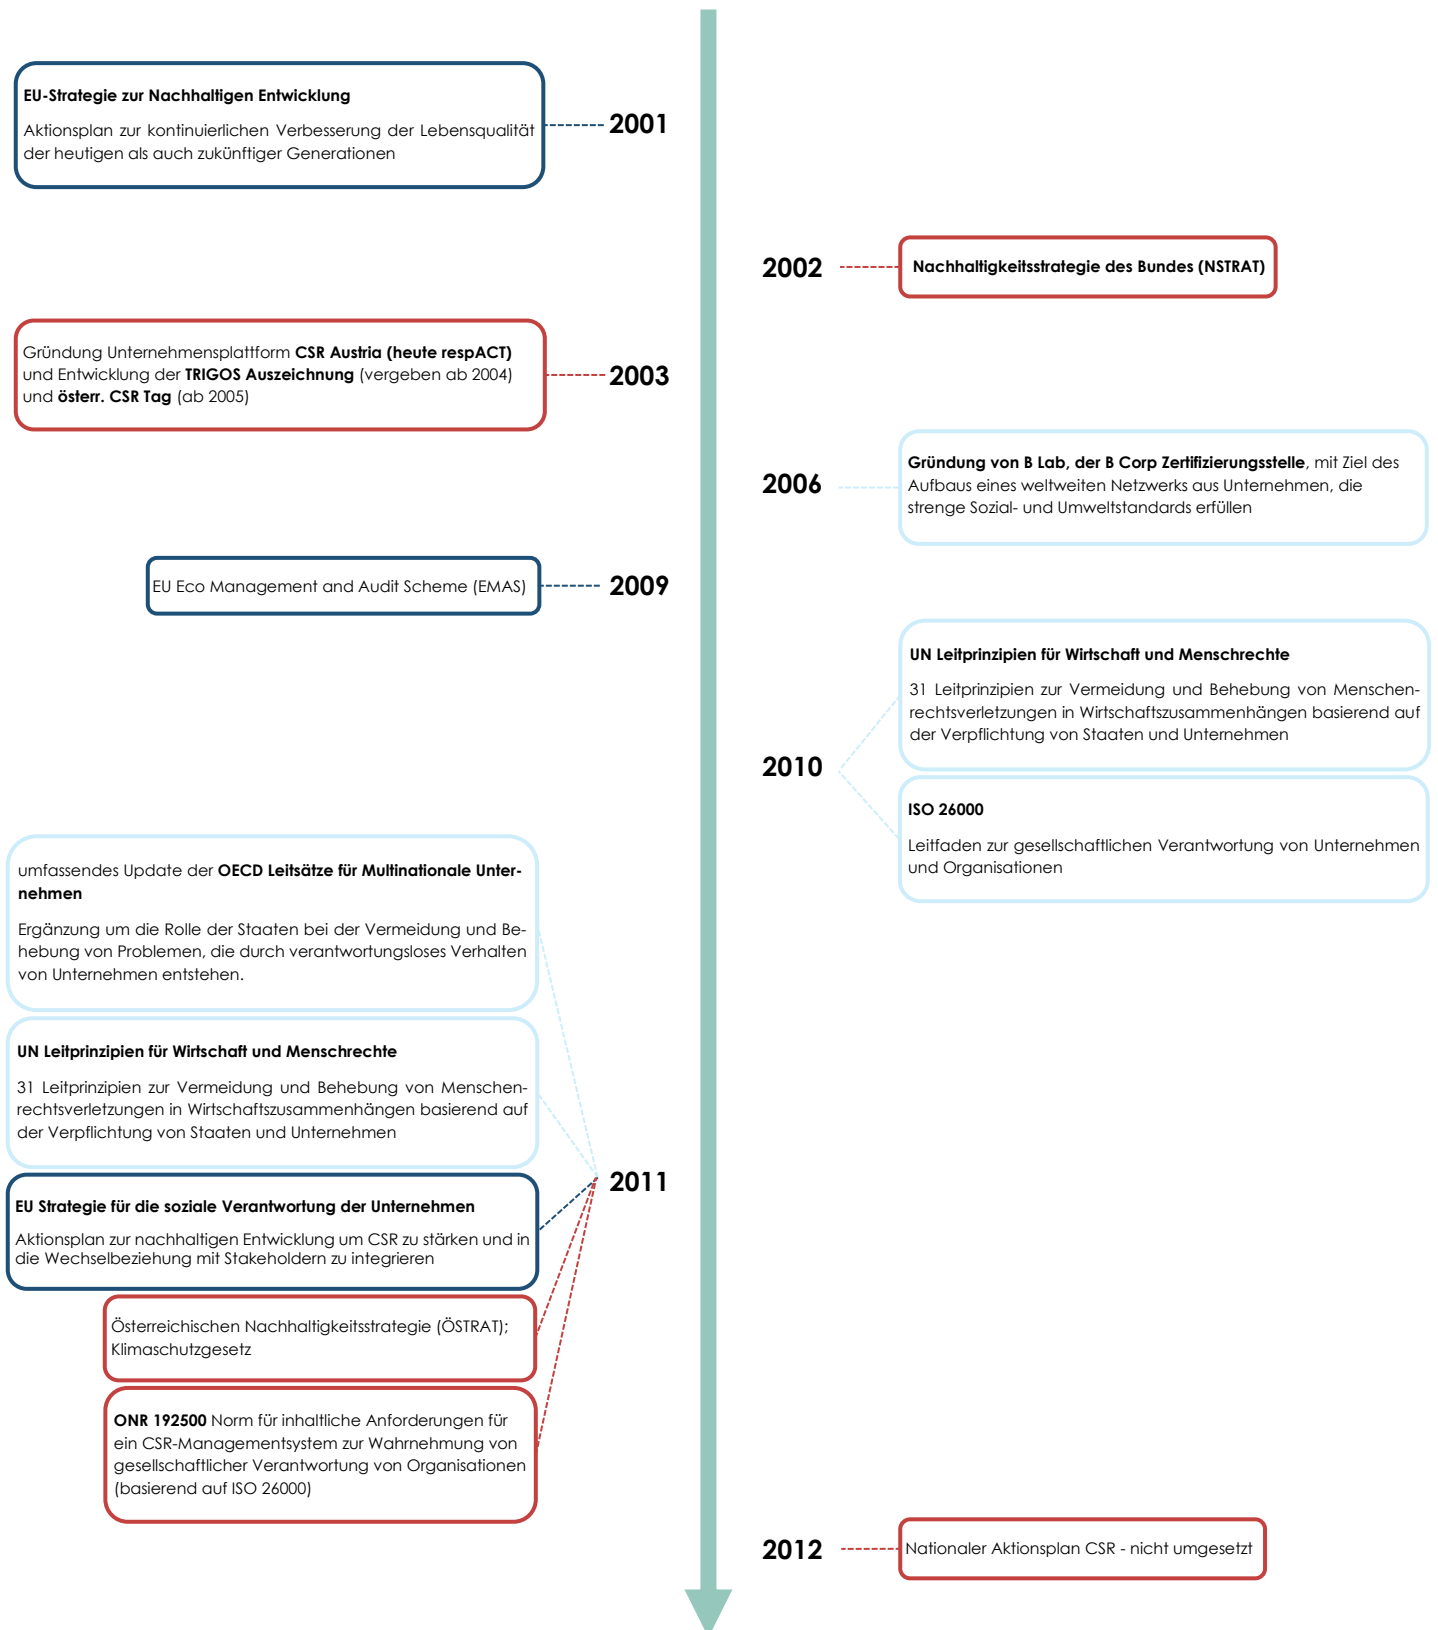 EU-Strategie zur Nachhaltigen Entwicklung
Aktionsplan zur kontinuierlichen Verbesserung der Lebensqualität
der heutigen als auch zukünftiger Generationen
2001
2002
Nachhaltigkeitsstrategie des Bundes (NSTRAT)
Gründung Unternehmensplattform CSR Austria (heute respACT)
und Entwicklung der TRIGOS Auszeichnung (vergeben ab 2004)
und österr. CSR Tag (ab 2005)
2003
2006
Gründung von B Lab, der B Corp Zertifizierungsstelle, mit Ziel des
Aufbaus eines weltweiten Netzwerks aus Unternehmen, die
strenge Sozial- und Umweltstandards erfüllen
EU Eco Management and Audit Scheme (EMAS)
2009
2010
UN Leitprinzipien für Wirtschaft und Menschrechte
31 Leitprinzipien zur Vermeidung und Behebung von Menschen-
rechtsverletzungen in Wirtschaftszusammenhängen basierend auf
der Verpflichtung von Staaten und Unternehmen
ISO 26000
Leitfaden zur gesellschaftlichen Verantwortung von Unternehmen
und Organisationen
umfassendes Update der OECD Leitsätze für Multinationale Unter-
nehmen
Ergänzung um die Rolle der Staaten bei der Vermeidung und Be-
hebung von Problemen, die durch verantwortungsloses Verhalten
von Unternehmen entstehen.
UN Leitprinzipien für Wirtschaft und Menschrechte
31 Leitprinzipien zur Vermeidung und Behebung von Menschen-
rechtsverletzungen in Wirtschaftszusammenhängen basierend auf
der Verpflichtung von Staaten und Unternehmen
2011
EU Strategie für die soziale Verantwortung der Unternehmen
Aktionsplan zur nachhaltigen Entwicklung um CSR zu stärken und in
die Wechselbeziehung mit Stakeholdern zu integrieren
Österreichischen Nachhaltigkeitsstrategie (ÖSTRAT);
Klimaschutzgesetz
ONR 192500 Norm für inhaltliche Anforderungen für
ein CSR-Managementsystem zur Wahrnehmung von
gesellschaftlicher Verantwortung von Organisationen
(basierend auf ISO 26000)
2012
Nationaler Aktionsplan CSR - nicht umgesetzt